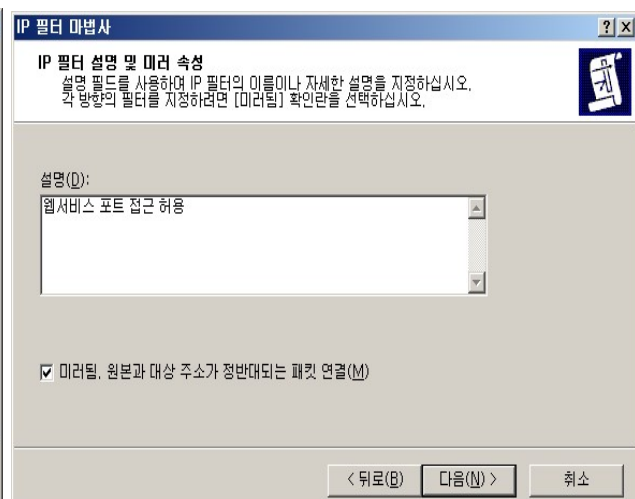 IP 필터 마법사
IP 필터 설명 및 미러 속성
설명 필드를 사용하여 IP 필터의 이름이나 자세한 설명을 지정하십시오.
각 방향의 필터를 지정하려면 [미러됨] 확인란을 선택하십시오.
설명(D):
웹서비스 포트 접근 허용
미러됨. 원본과 대상 주소가 정반대되는 패킷 연결(M)
< 뒤로(B)
다음(N) >
취소